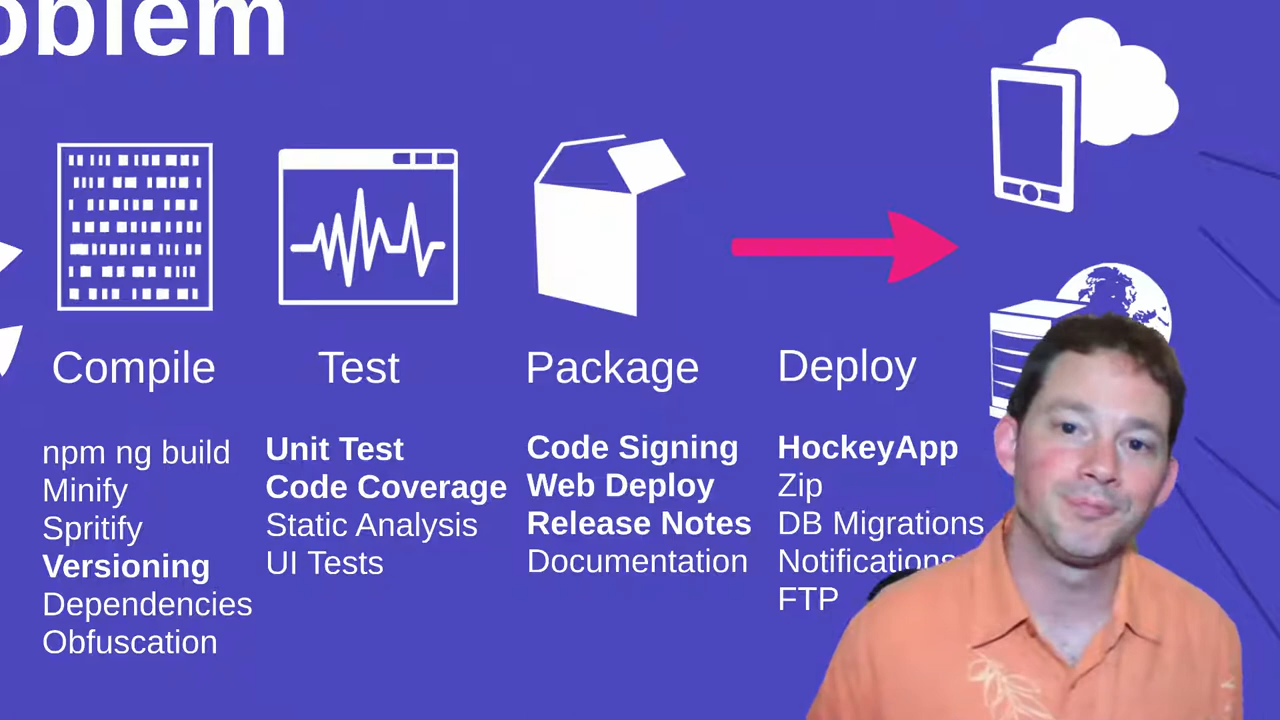 oblem
Compile
Test
Package
Deploy
npm ng build
Minify
Spritify
Versioning
Dependencies
Obfuscation
Unit Test
Code Coverage
Static Analysis
UI Tests
Code Signing
Web Deploy
Release Notes
Documentation
HockeyApp
Zip
DB Migrations
Notifications
FTP